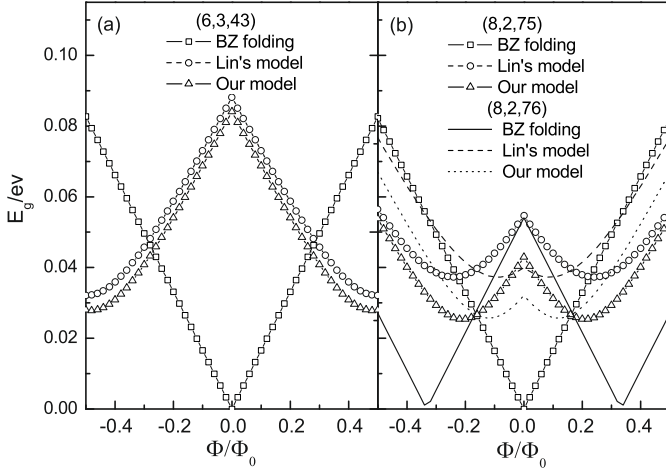 (a)
(6,3,43)
BZ folding
Lin's model
Our model
(b)
(8,2,75)
BZ folding
Lin's model
Our model
(8,2,76)
BZ folding
Lin's model
Our model
E_g/ev
0.10
0.08
0.06
0.04
0.02
0.00
-0.4 -0.2 0.0 0.2 0.4
-0.4 -0.2 0.0 0.2 0.4
Φ/Φ₀
Φ/Φ₀